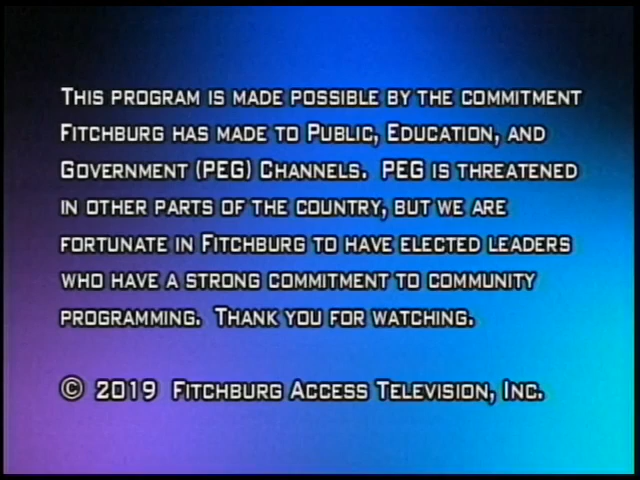 This program is made possible by the commitment
Fitchburg has made to Public, Education, and
Government (PEG) Channels. PEG is threatened
in other parts of the country, but we are
fortunate in Fitchburg to have elected leaders
who have a strong commitment to community
programming. Thank you for watching.
© 2019 Fitchburg Access Television, Inc.